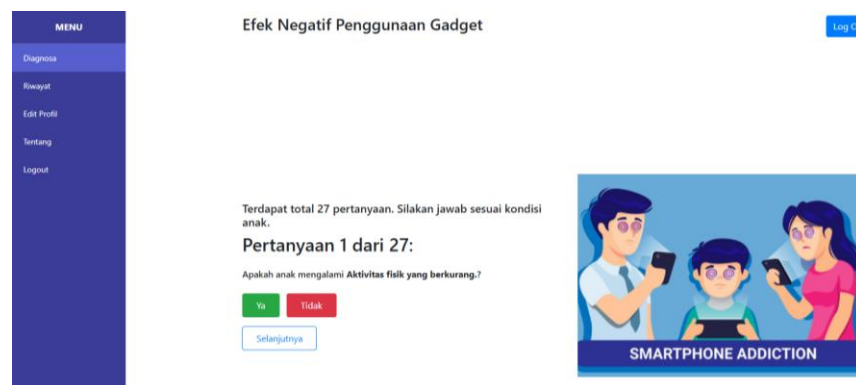 MENU
Diagnosa
Riwayat
Edit Profil
Tentang
Logout
Efek Negatif Penggunaan Gadget
Log
Terdapat total 27 pertanyaan. Silakan jawab sesuai kondisi
anak.
Pertanyaan 1 dari 27:
Apakah anak mengalami Aktivitas fisik yang berkurang.?
Ya Tidak
Selanjutnya
SMARTPHONE ADDICTION